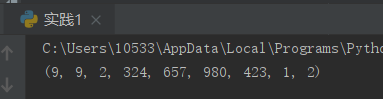 实践1
C:\Users\10533\AppData\Local\Programs\Pytho
(9, 9, 2, 324, 657, 980, 423, 1, 2)